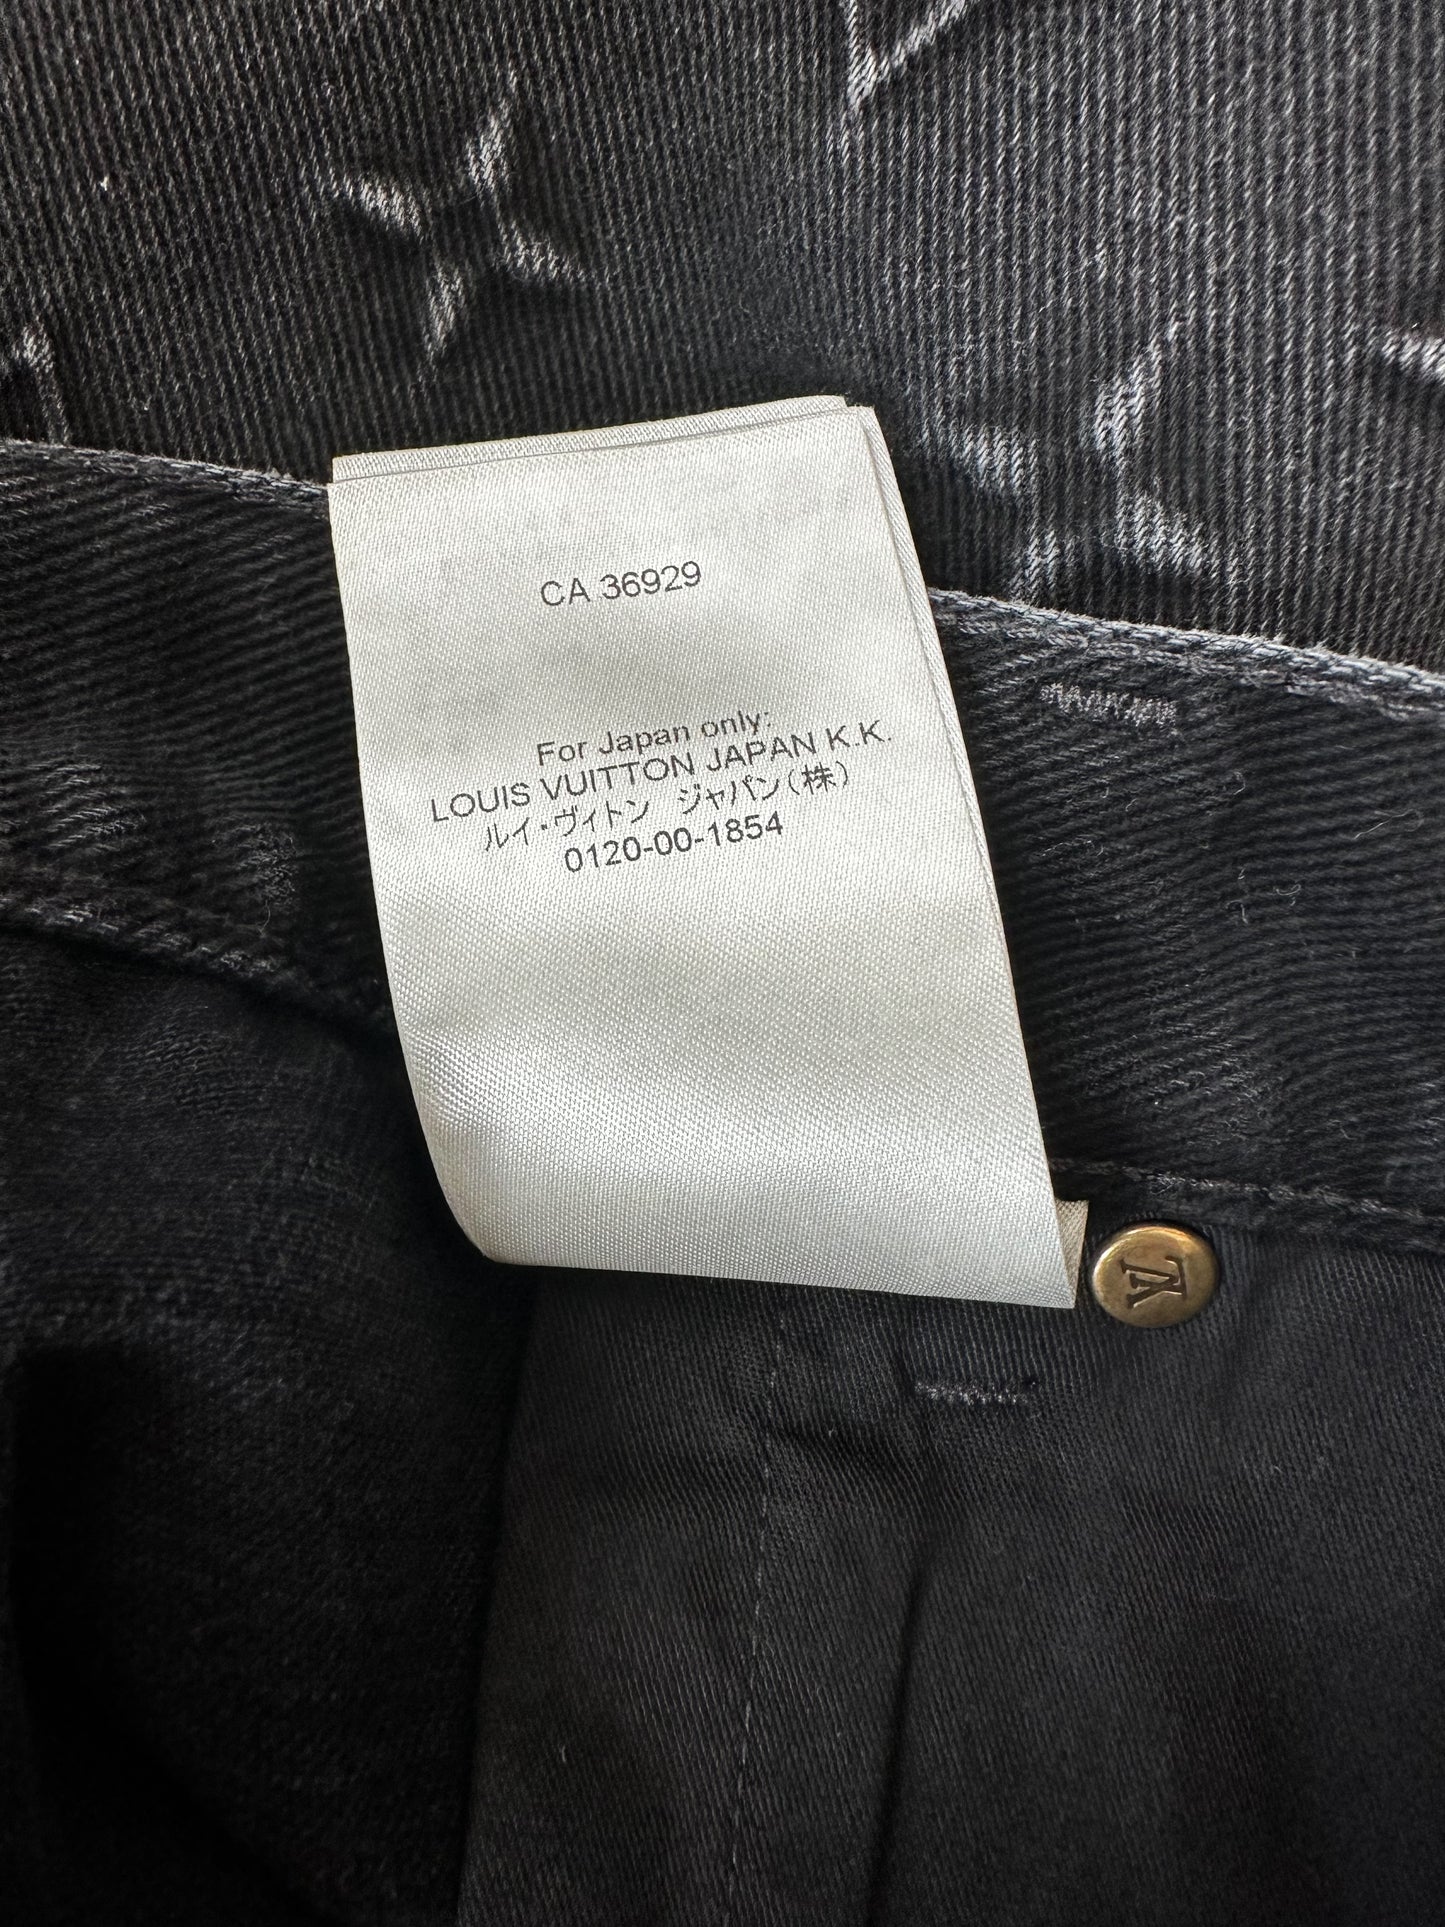 CA 36929
For Japan only:
LOUIS VUITTON JAPAN K.K.
ルイ・ヴィトン ジャパン(株)
0120-00-1854
LV